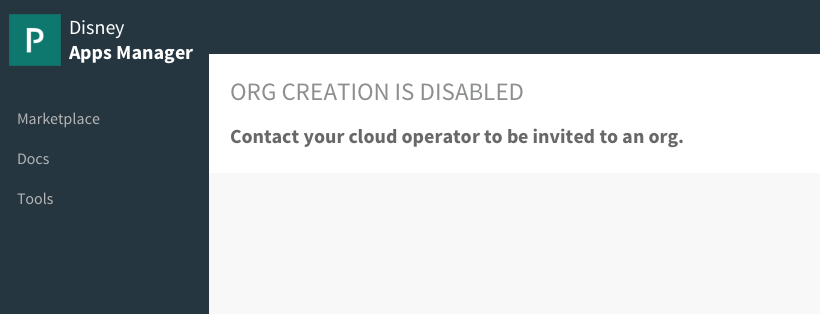 P
Disney
Apps Manager
Marketplace
Docs
Tools
ORG CREATION IS DISABLED
Contact your cloud operator to be invited to an org.